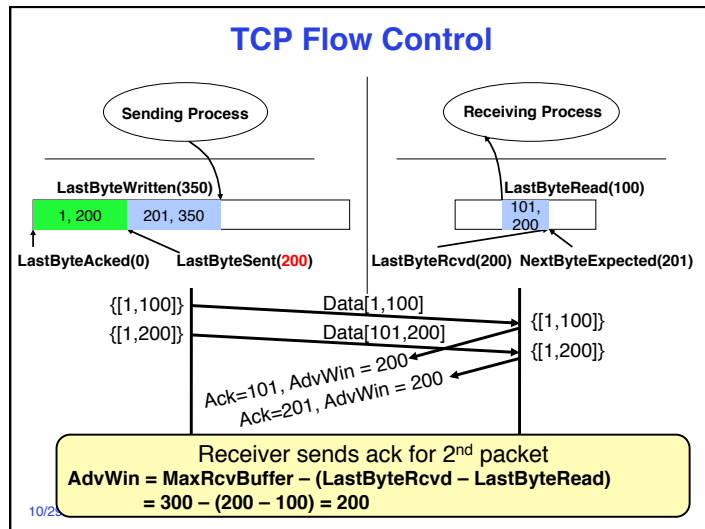 TCP Flow Control
Sending Process
Receiving Process
LastByteWritten(350)
LastByteRead(100)
1, 200
201, 350
101,
200
LastByteAcked(0)
LastByteSent(200)
LastByteRcvd(200)
NextByteExpected(201)
{[1,100]}
Data[1,100]
{[1,100]}
{[1,200]}
Data[101,200]
{[1,200]}
Ack=101, AdvWin = 200
Ack=201, AdvWin = 200
Receiver sends ack for 2nd packet
AdvWin = MaxRcvBuffer – (LastByteRcvd – LastByteRead)
= 300 – (200 – 100) = 200